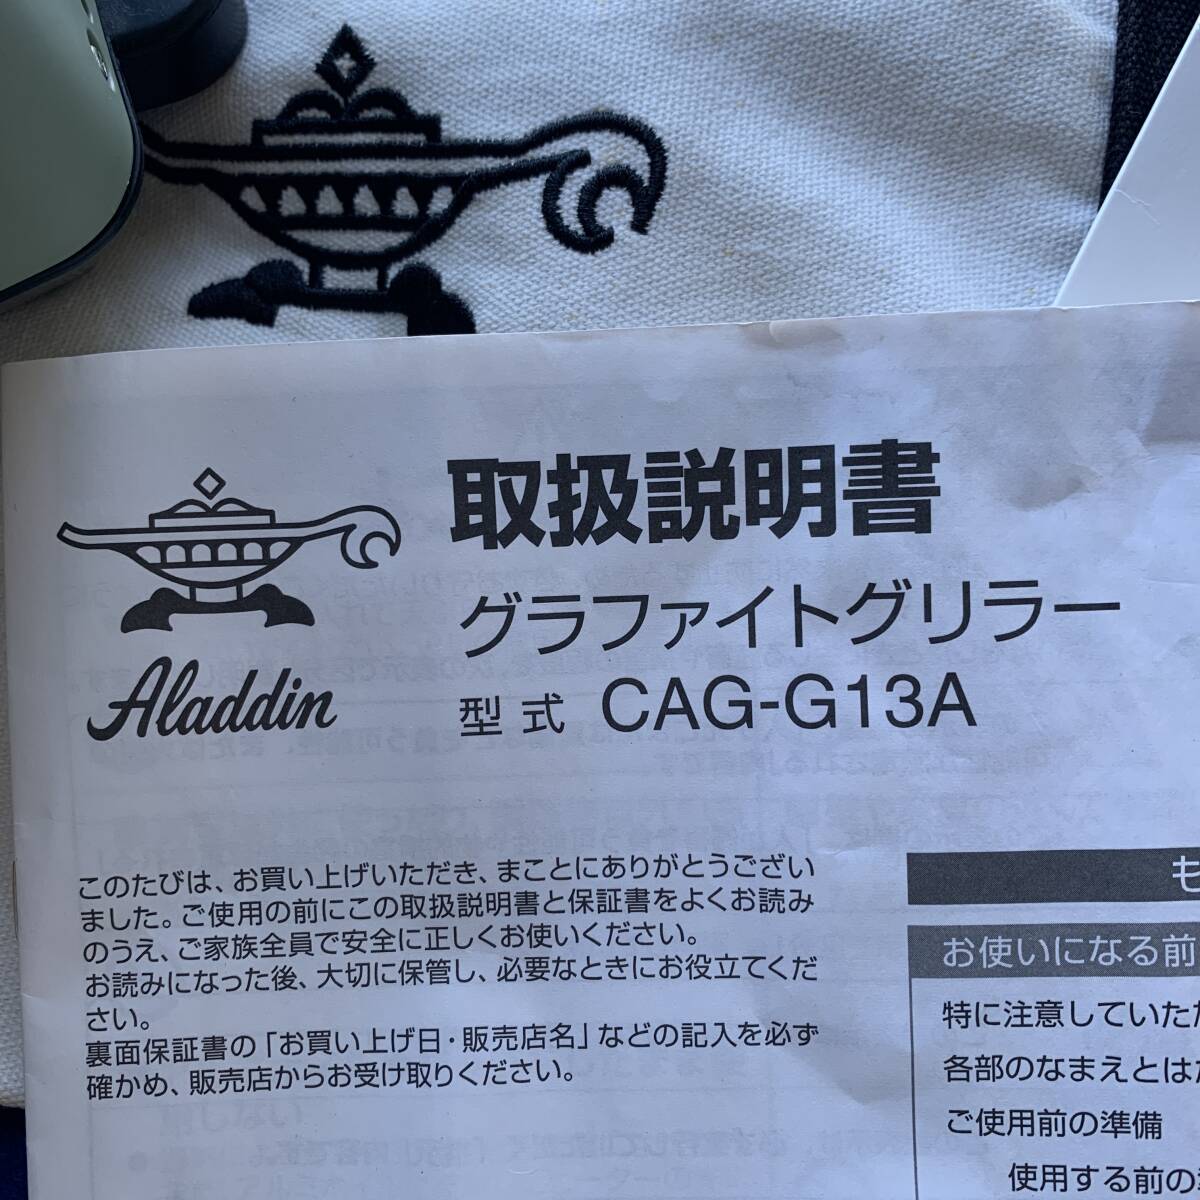 取扱説明書
グラファイトグリラー
型式 CAG-G13A
Aladdin
このたびは、お買い上げいただき、まことにありがとうござい
ました。ご使用の前にこの取扱説明書と保証書をよくお読み
のうえ、ご家族全員で安全に正しくお使いください。
お読みになった後、大切に保管し、必要なときにお役立てくだ
さい。
裏面保証書の「お買い上げ日・販売店名」などの記入を必ず
確かめ、販売店からお受け取りください。
も
お使いになる前
特に注意していただ
各部のなまえとはた
ご使用前の準備
使用する前の